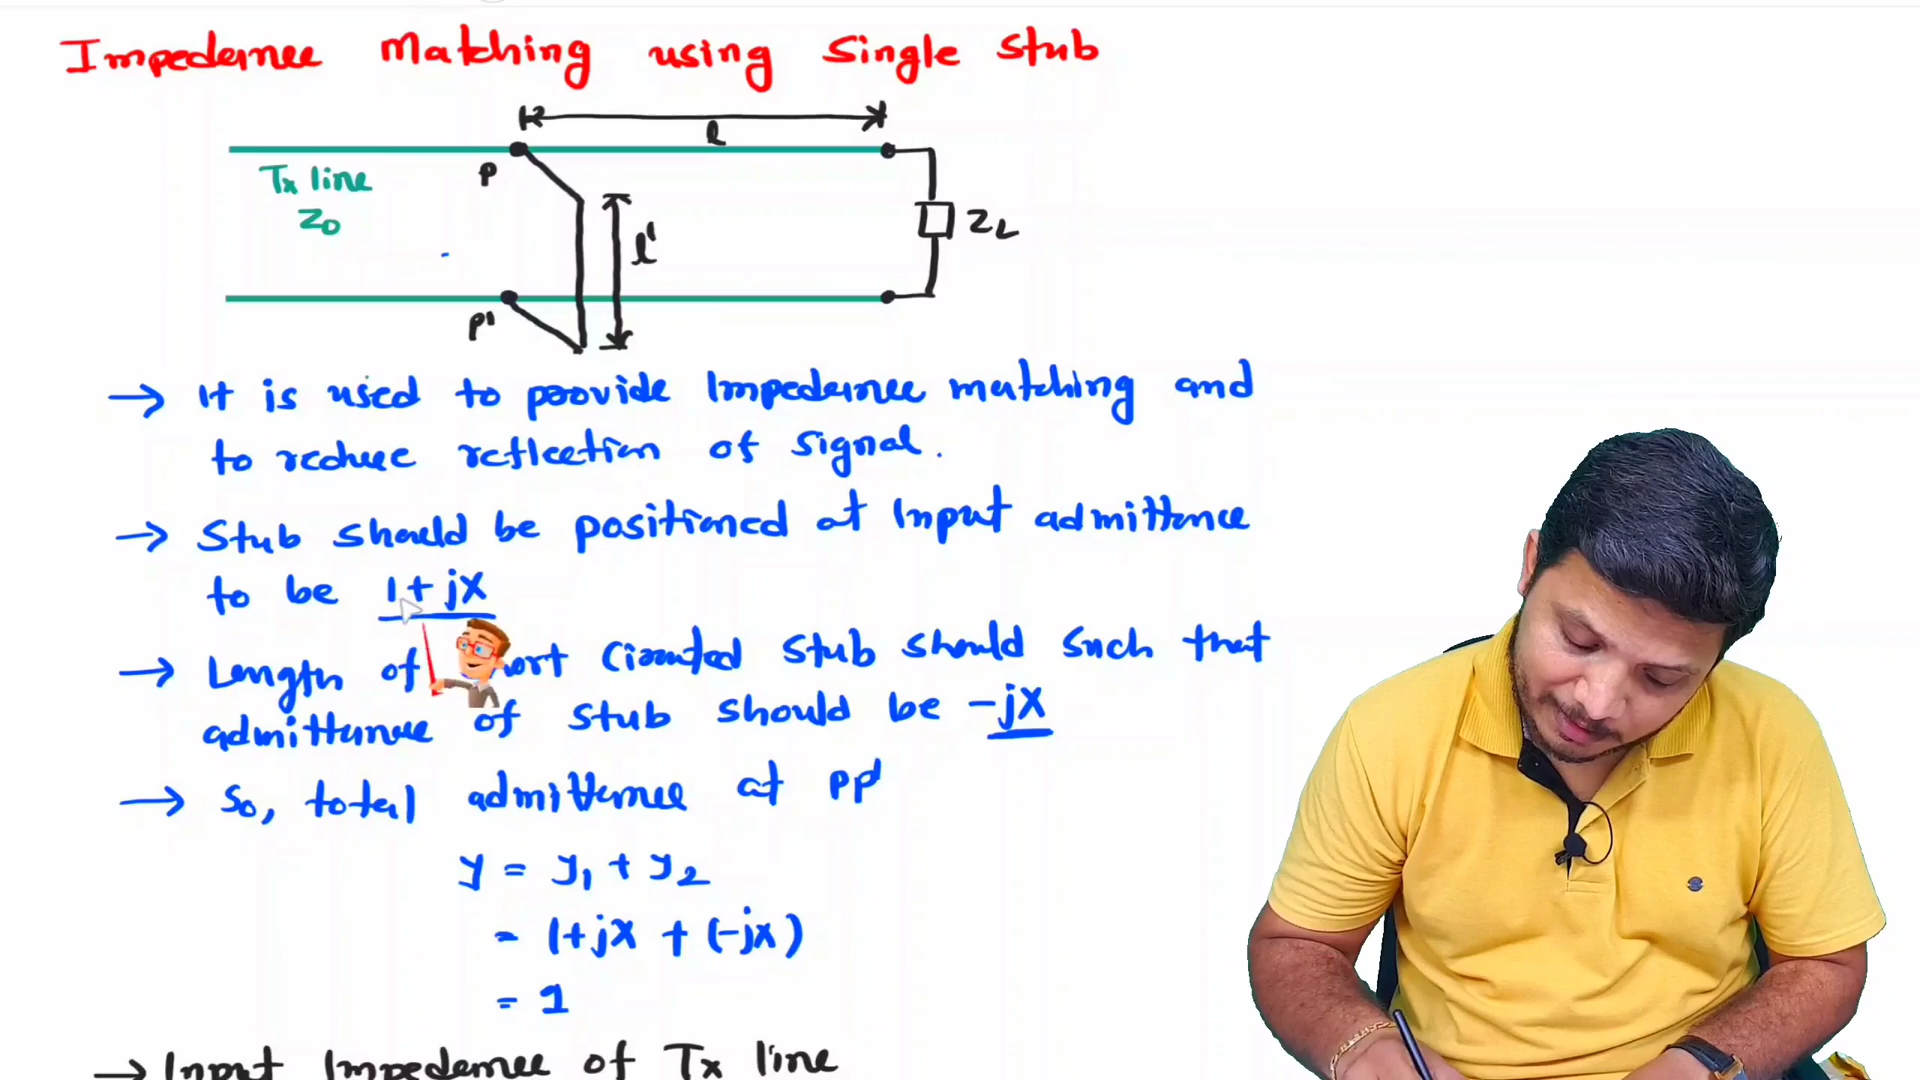 Impedance Matching using Single Stub
l
Tx line
Z0
P
l'
ZL
P'
→ It is used to provide Impedance matching and
to reduce reflection of signal.
→ Stub should be positioned at Input admittance
to be 1+jX
→ Length of circuited stub should such that
admittance of stub should be -jX
→ So, total admittance at PP'
y = y1 + y2
= 1+jX + (-jX)
= 1
→ Input Impedance of Tx line